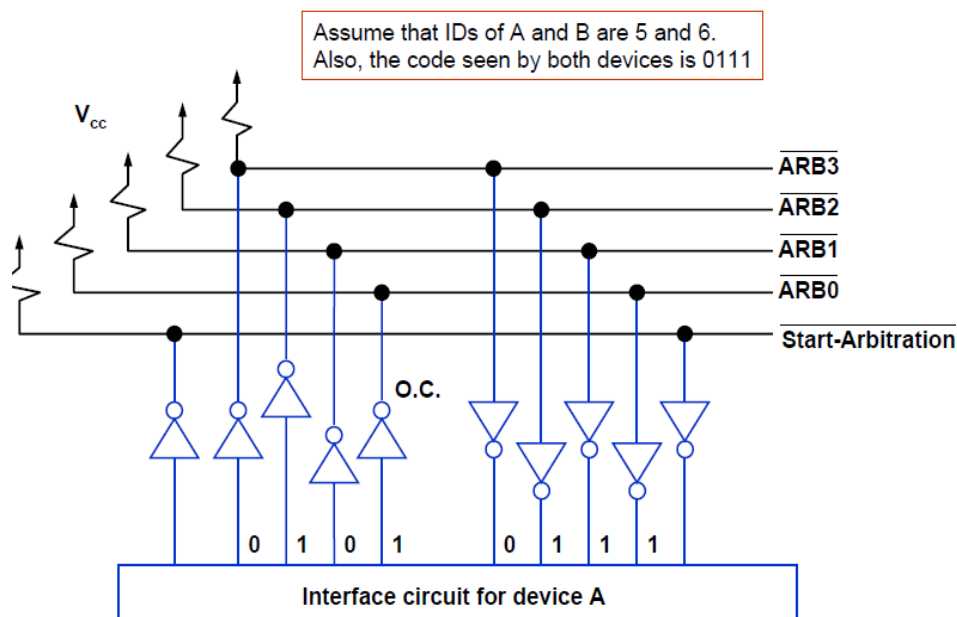 Assume that IDs of A and B are 5 and 6.
Also, the code seen by both devices is 0111
Vcc
ARB3
ARB2
ARB1
ARB0
Start-Arbitration
O.C.
0 1 0 1 0 1 1 1
Interface circuit for device A